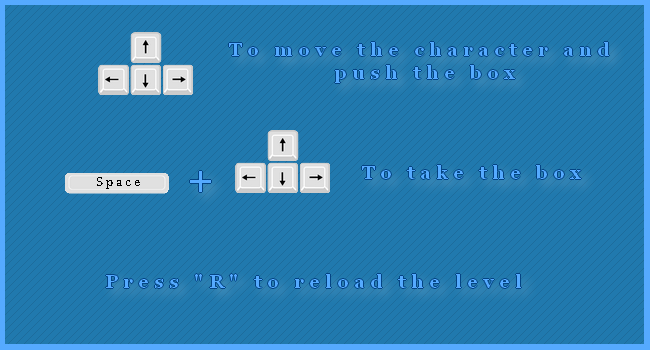 To move the character and
push the box
Space + To take the box
Press "R" to reload the level